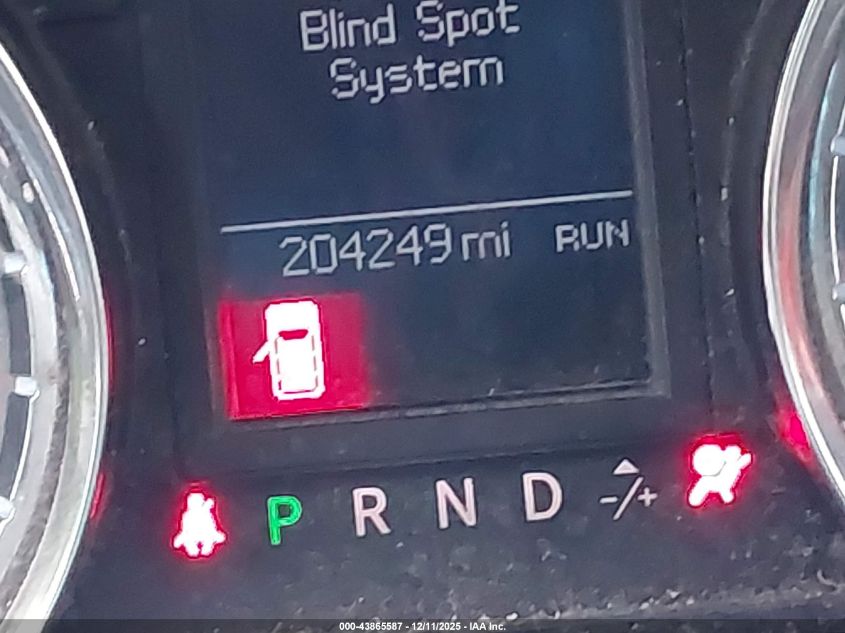 Blind Spot
System
204249 mi RUN
P R N D -/+
000-43865587 - 12/11/2025 - IAA Inc.